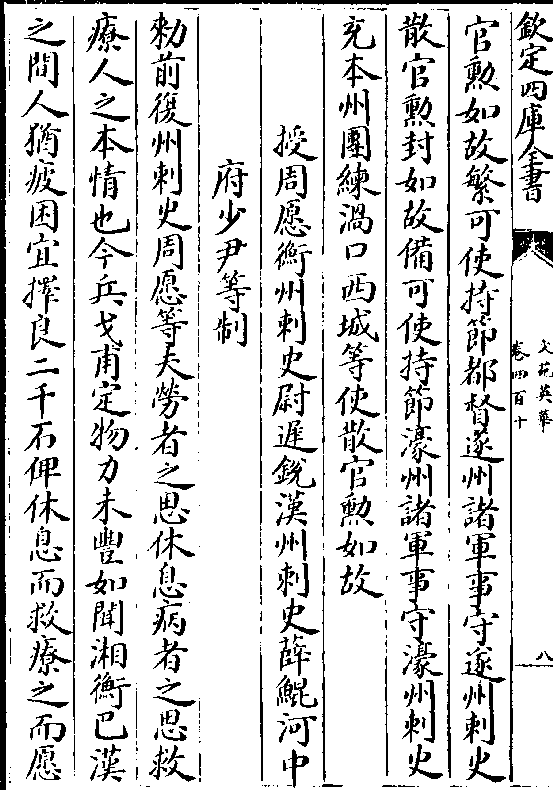 欽定四庫全書
文苑英華
卷四百十
八
官勲如故繁可使持節都督遂州諸軍事守遂州刺史
散官勲封如故備可使持節濠州諸軍事守濠州刺史
充本州團練渦口西城等使散官勲如故
授周愿衡州刺史尉遲銳漢州刺史薛鯤河中
府少尹等制
勅前復州刺史周愿等夫勞者之思休息病者之思救
療人之本情也今兵戈甫定物力未豐如聞湘衡巴漢
之間人猶疲困宜擇良二千石俾休息而救療之而愿